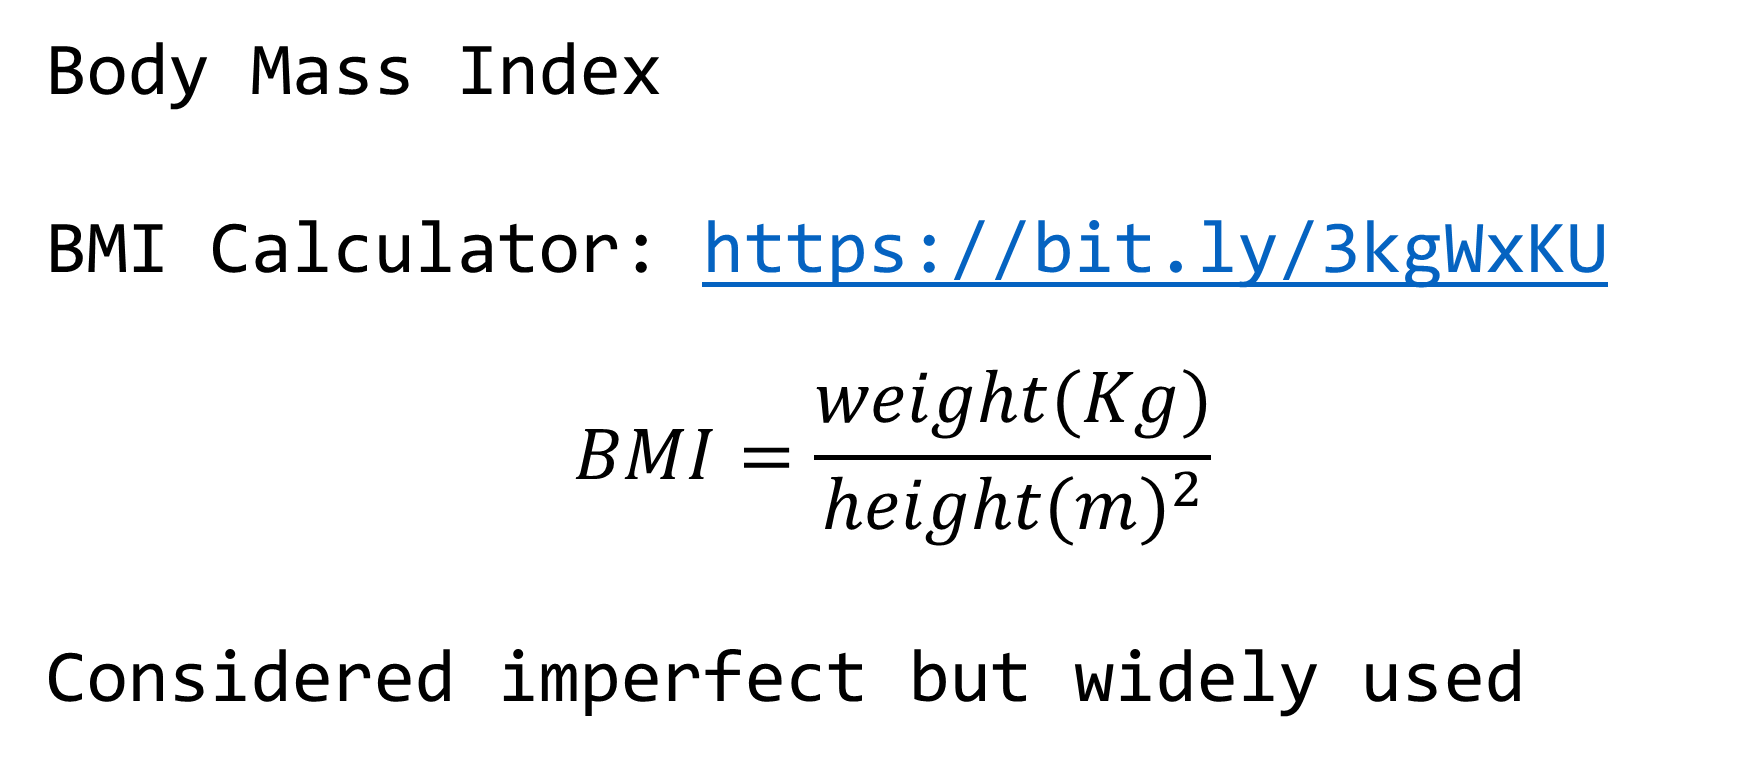 Body Mass Index
BMI Calculator: https://bit.ly/3kgWxKU
BMI = weight(Kg) / height(m)²
Considered imperfect but widely used